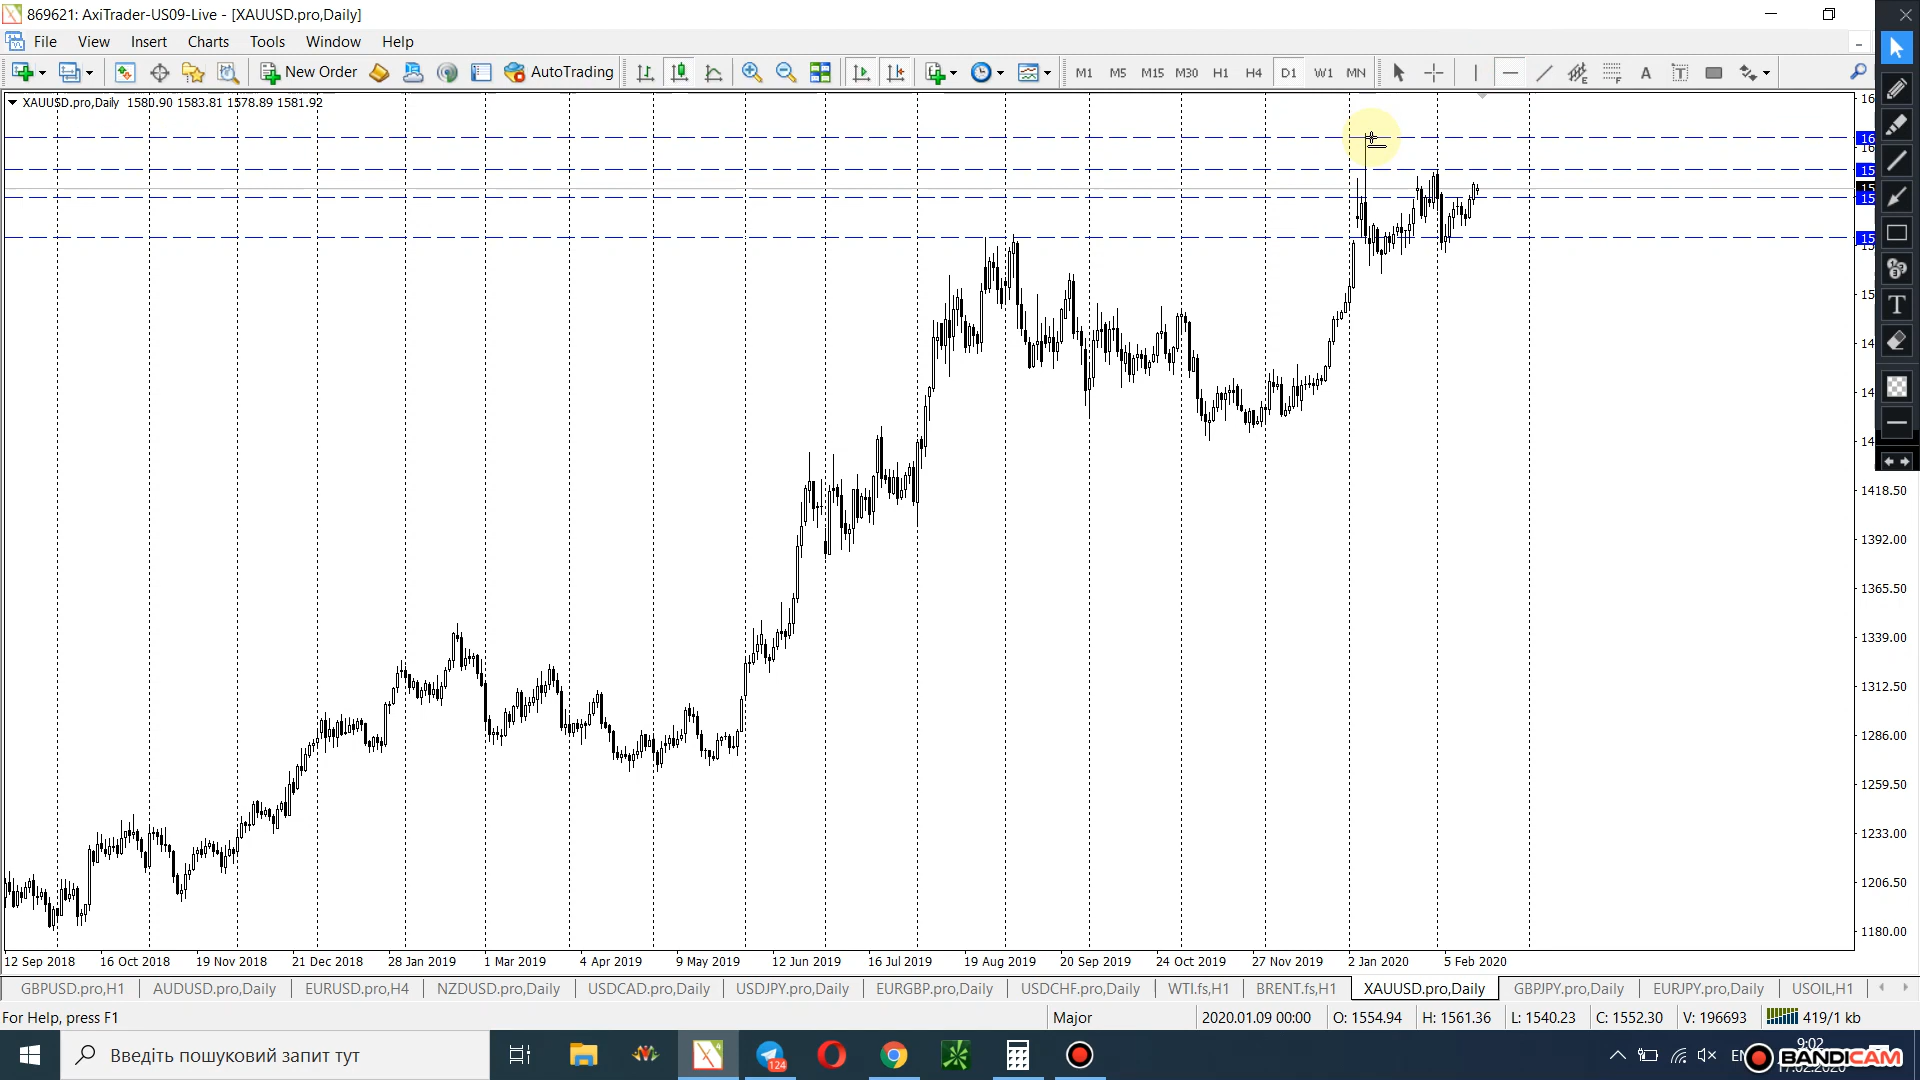 869621: AxiTrader-US09-Live - [XAUUSD.pro,Daily]
File View Insert Charts Tools Window Help
New Order AutoTrading M1 M5 M15 M30 H1 H4 D1 W1 MN A T
XAUUSD.pro,Daily 1580.90 1583.81 1578.89 1581.92
1418.50
1392.00
1365.50
1339.00
1312.50
1286.00
1259.50
1233.00
1206.50
1180.00
12 Sep 2018 16 Oct 2018 19 Nov 2018 21 Dec 2018 28 Jan 2019 1 Mar 2019 4 Apr 2019 9 May 2019 12 Jun 2019 16 Jul 2019 19 Aug 2019 20 Sep 2019 24 Oct 2019 27 Nov 2019 2 Jan 2020 5 Feb 2020
GBPUSD.pro,H1 AUDUSD.pro,Daily EURUSD.pro,H4 NZDUSD.pro,Daily USDCAD.pro,Daily USDJPY.pro,Daily EURGBP.pro,Daily USDCHF.pro,Daily WTI.fs,H1 BRENT.fs,H1 XAUUSD.pro,Daily GBPJPY.pro,Daily EURJPY.pro,Daily USOIL,H1
For Help, press F1 Major 2020.01.09 00:00 O: 1554.94 H: 1561.36 L: 1540.23 C: 1552.30 V: 196693 419/1 kb
Введіть пошуковий запит тут 124 9:02
BANDICAM